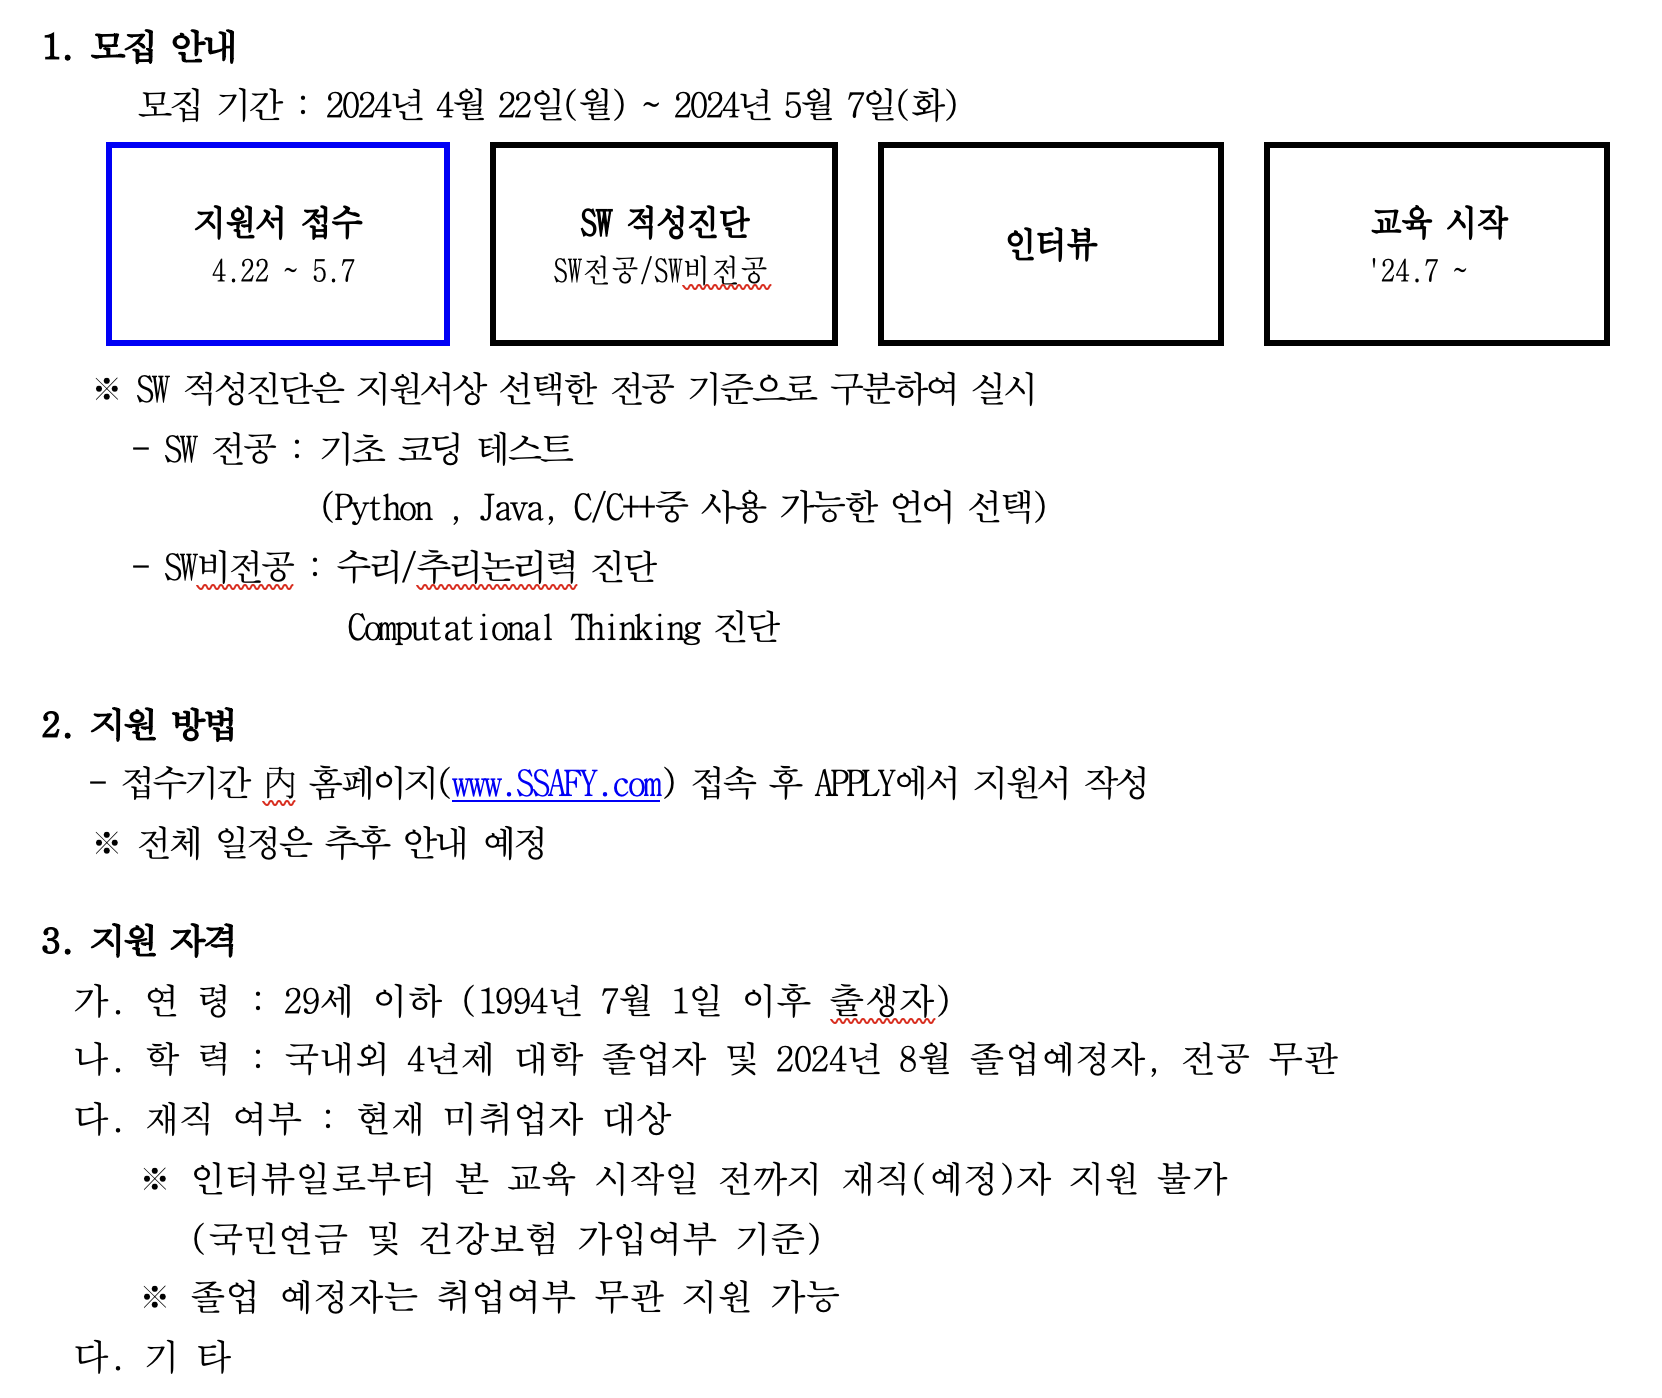 1. 모집 안내
모집 기간 : 2024년 4월 22일(월) ~ 2024년 5월 7일(화)
지원서 접수
4.22 ~ 5.7
SW 적성진단
SW전공/SW비전공
인터뷰
교육 시작
'24.7 ~
※ SW 적성진단은 지원서상 선택한 전공 기준으로 구분하여 실시
- SW 전공 : 기초 코딩 테스트
(Python , Java, C/C++중 사용 가능한 언어 선택)
- SW비전공 : 수리/추리논리력 진단
Computational Thinking 진단
2. 지원 방법
- 접수기간 內 홈페이지(www.SSAFY.com) 접속 후 APPLY에서 지원서 작성
※ 전체 일정은 추후 안내 예정
3. 지원 자격
가. 연 령 : 29세 이하 (1994년 7월 1일 이후 출생자)
나. 학 력 : 국내외 4년제 대학 졸업자 및 2024년 8월 졸업예정자, 전공 무관
다. 재직 여부 : 현재 미취업자 대상
※ 인터뷰일로부터 본 교육 시작일 전까지 재직(예정)자 지원 불가
(국민연금 및 건강보험 가입여부 기준)
※ 졸업 예정자는 취업여부 무관 지원 가능
다. 기 타